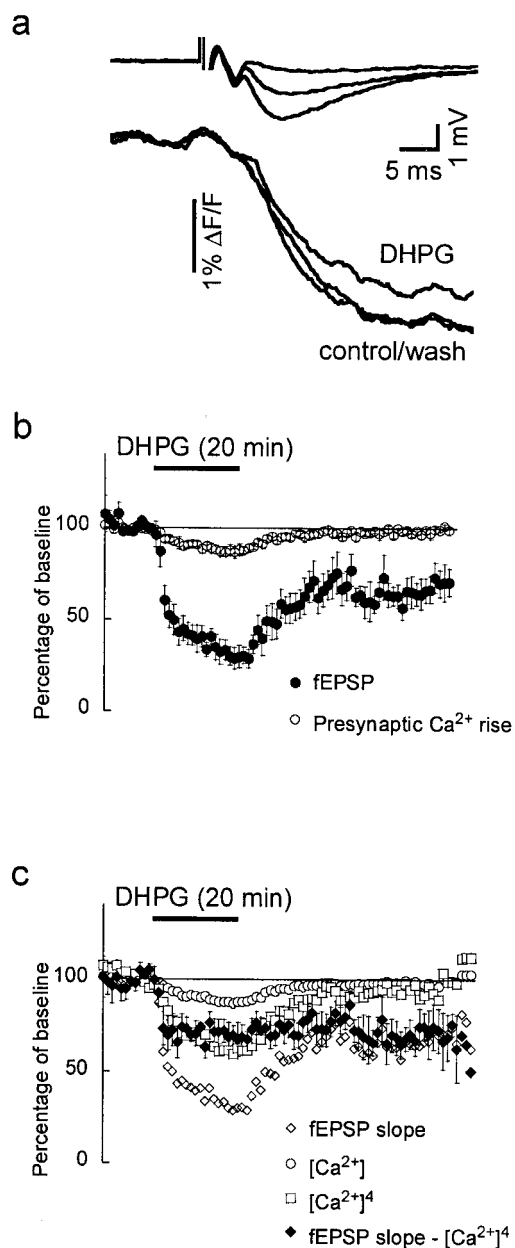 a
1 mV
5 ms
1% ΔF/F
DHPG
control/wash
b
DHPG (20 min)
Percentage of baseline
100
50
0
● fEPSP
○ Presynaptic Ca²⁺ rise
c
DHPG (20 min)
Percentage of baseline
100
50
0
◇ fEPSP slope
○ [Ca²⁺]
□ [Ca²⁺]⁴
◆ fEPSP slope - [Ca²⁺]⁴